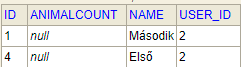 ID ANIMALCOUNT NAME USER_ID
1 null Második 2
4 null Első 2